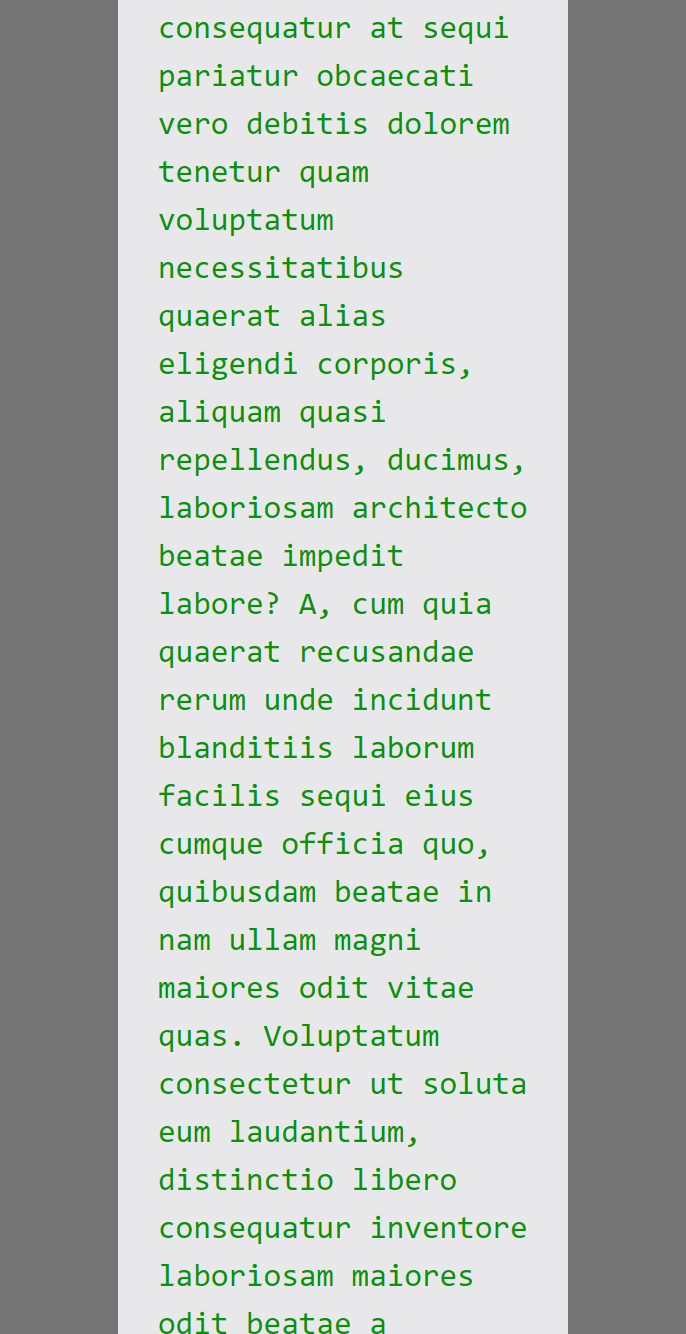 consequatur at sequi
pariatur obcaecati
vero debitis dolorem
tenetur quam
voluptatum
necessitatibus
quaerat alias
eligendi corporis,
aliquam quasi
repellendus, ducimus,
laboriosam architecto
beatae impedit
labore? A, cum quia
quaerat recusandae
rerum unde incidunt
blanditiis laborum
facilis sequi eius
cumque officia quo,
quibusdam beatae in
nam ullam magni
maiores odit vitae
quas. Voluptatum
consectetur ut soluta
eum laudantium,
distinctio libero
consequatur inventore
laboriosam maiores
odit beatae a